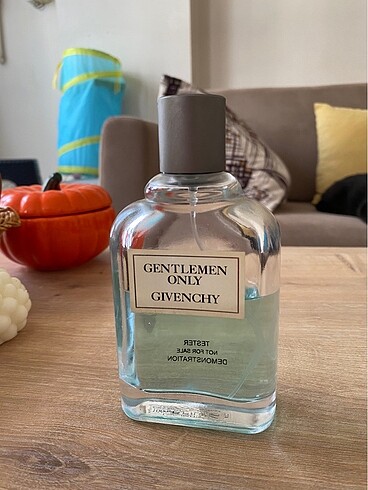 GENTLEMEN
ONLY
GIVENCHY
TESTER
NOT FOR SALE
DEMONSTRATION